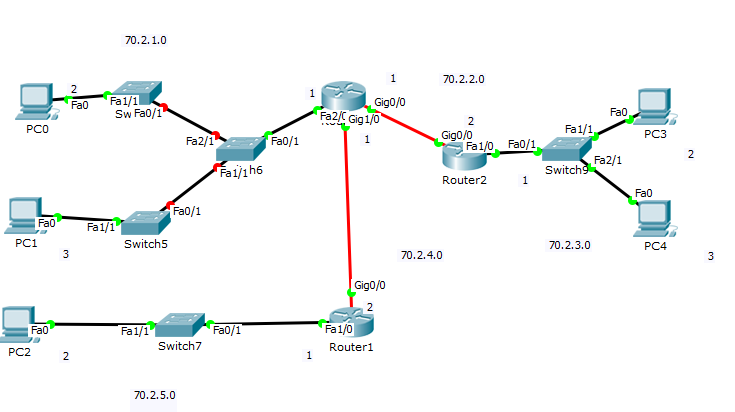 70.2.1.0
1
70.2.2.0
2
Fa0
Fa1/1
Fa0/1
PC0
1
Gig0/0
Fa2/0
Gig1/0
1
Fa2/1
Fa0/1
Fa1/1
2
Gig0/0
Fa1/0
Router2
Fa0/1
1
Fa1/1
Fa0
PC3
2
Switch9
Fa2/1
Fa0
PC4
3
70.2.3.0
Fa0
PC1
3
Fa1/1
Fa0/1
Switch5
70.2.4.0
Gig0/0
2
Fa0
PC2
2
Fa1/1
Switch7
Fa0/1
1
Fa1/0
Router1
70.2.5.0